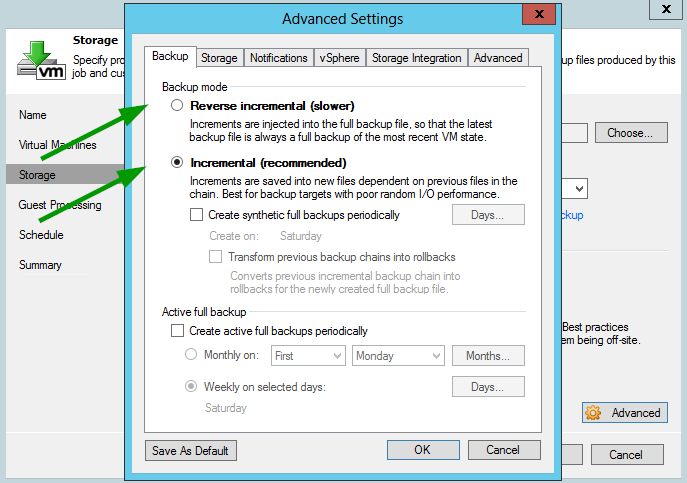 Advanced Settings
x
x
Storage
Specify pro
job and cus
up files produced by this
vm
Name
Virtual Machines
Storage
Guest Processing
Schedule
Summary
Backup
Storage
Notifications
vSphere
Storage Integration
Advanced
Backup mode
Reverse incremental (slower)
Increments are injected into the full backup file, so that the latest
backup file is always a full backup of the most recent VM state.
Incremental (recommended)
Increments are saved into new files dependent on previous files in the
chain. Best for backup targets with poor random I/O performance.
Create synthetic full backups periodically
Days...
Create on: Saturday
Transform previous backup chains into rollbacks
Converts previous incremental backup chain into
rollbacks for the newly created full backup file.
Active full backup
Create active full backups periodically
Monthly on:
First
Monday
Months...
Weekly on selected days:
Days...
Saturday
Save As Default
OK
Cancel
Choose...
ckup
Best practices
em being off-site.
Advanced
Cancel